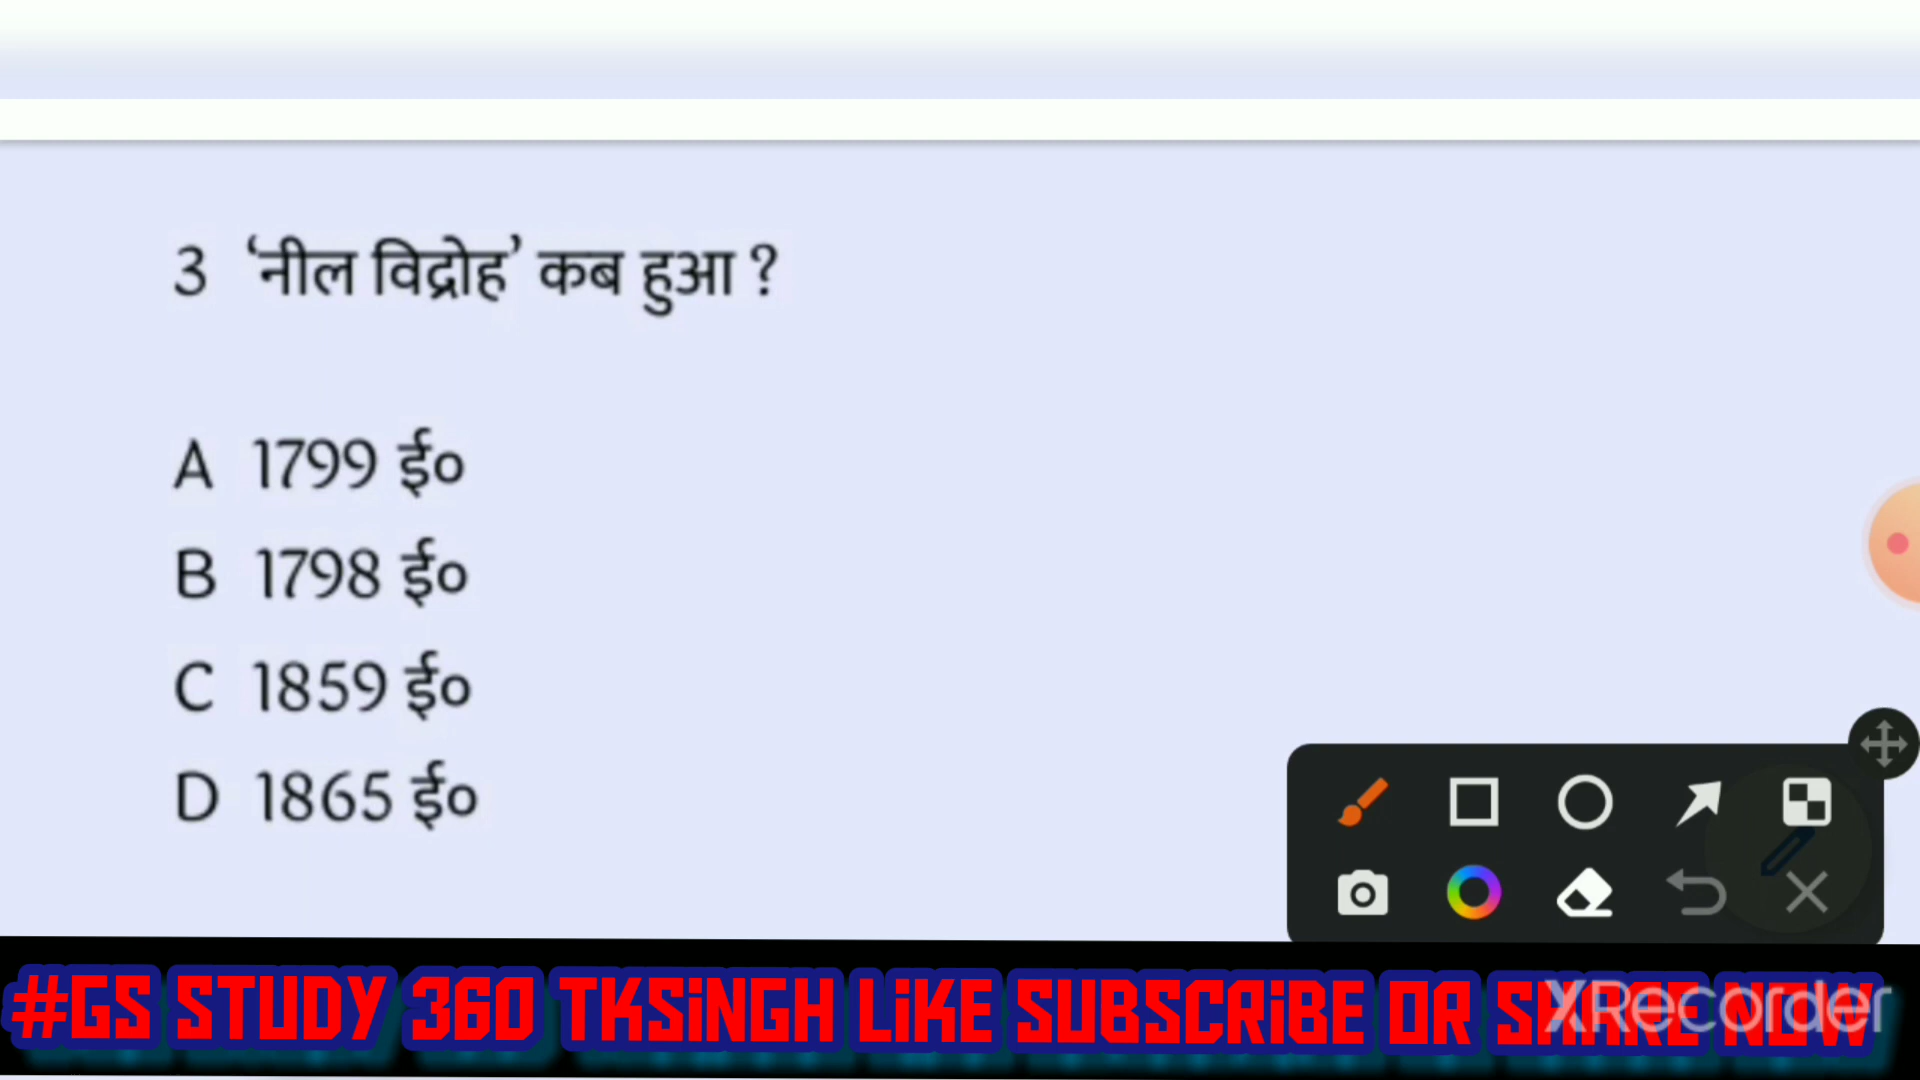 3 ‘नील विद्रोह’ कब हुआ ?
A 1799 ई०
B 1798 ई०
C 1859 ई०
D 1865 ई०
#GS STUDY 360 TKSiNGH LiKE SUBSCRiBE OR SHARE NOW
XRecorder